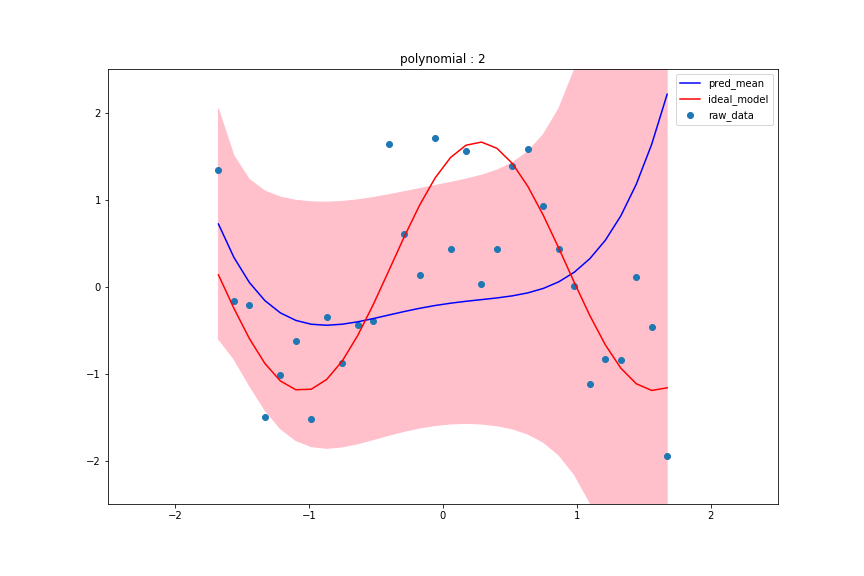 polynomial : 2
pred_mean
ideal_model
raw_data
2
1
0
−1
−2
−2
−1
0
1
2